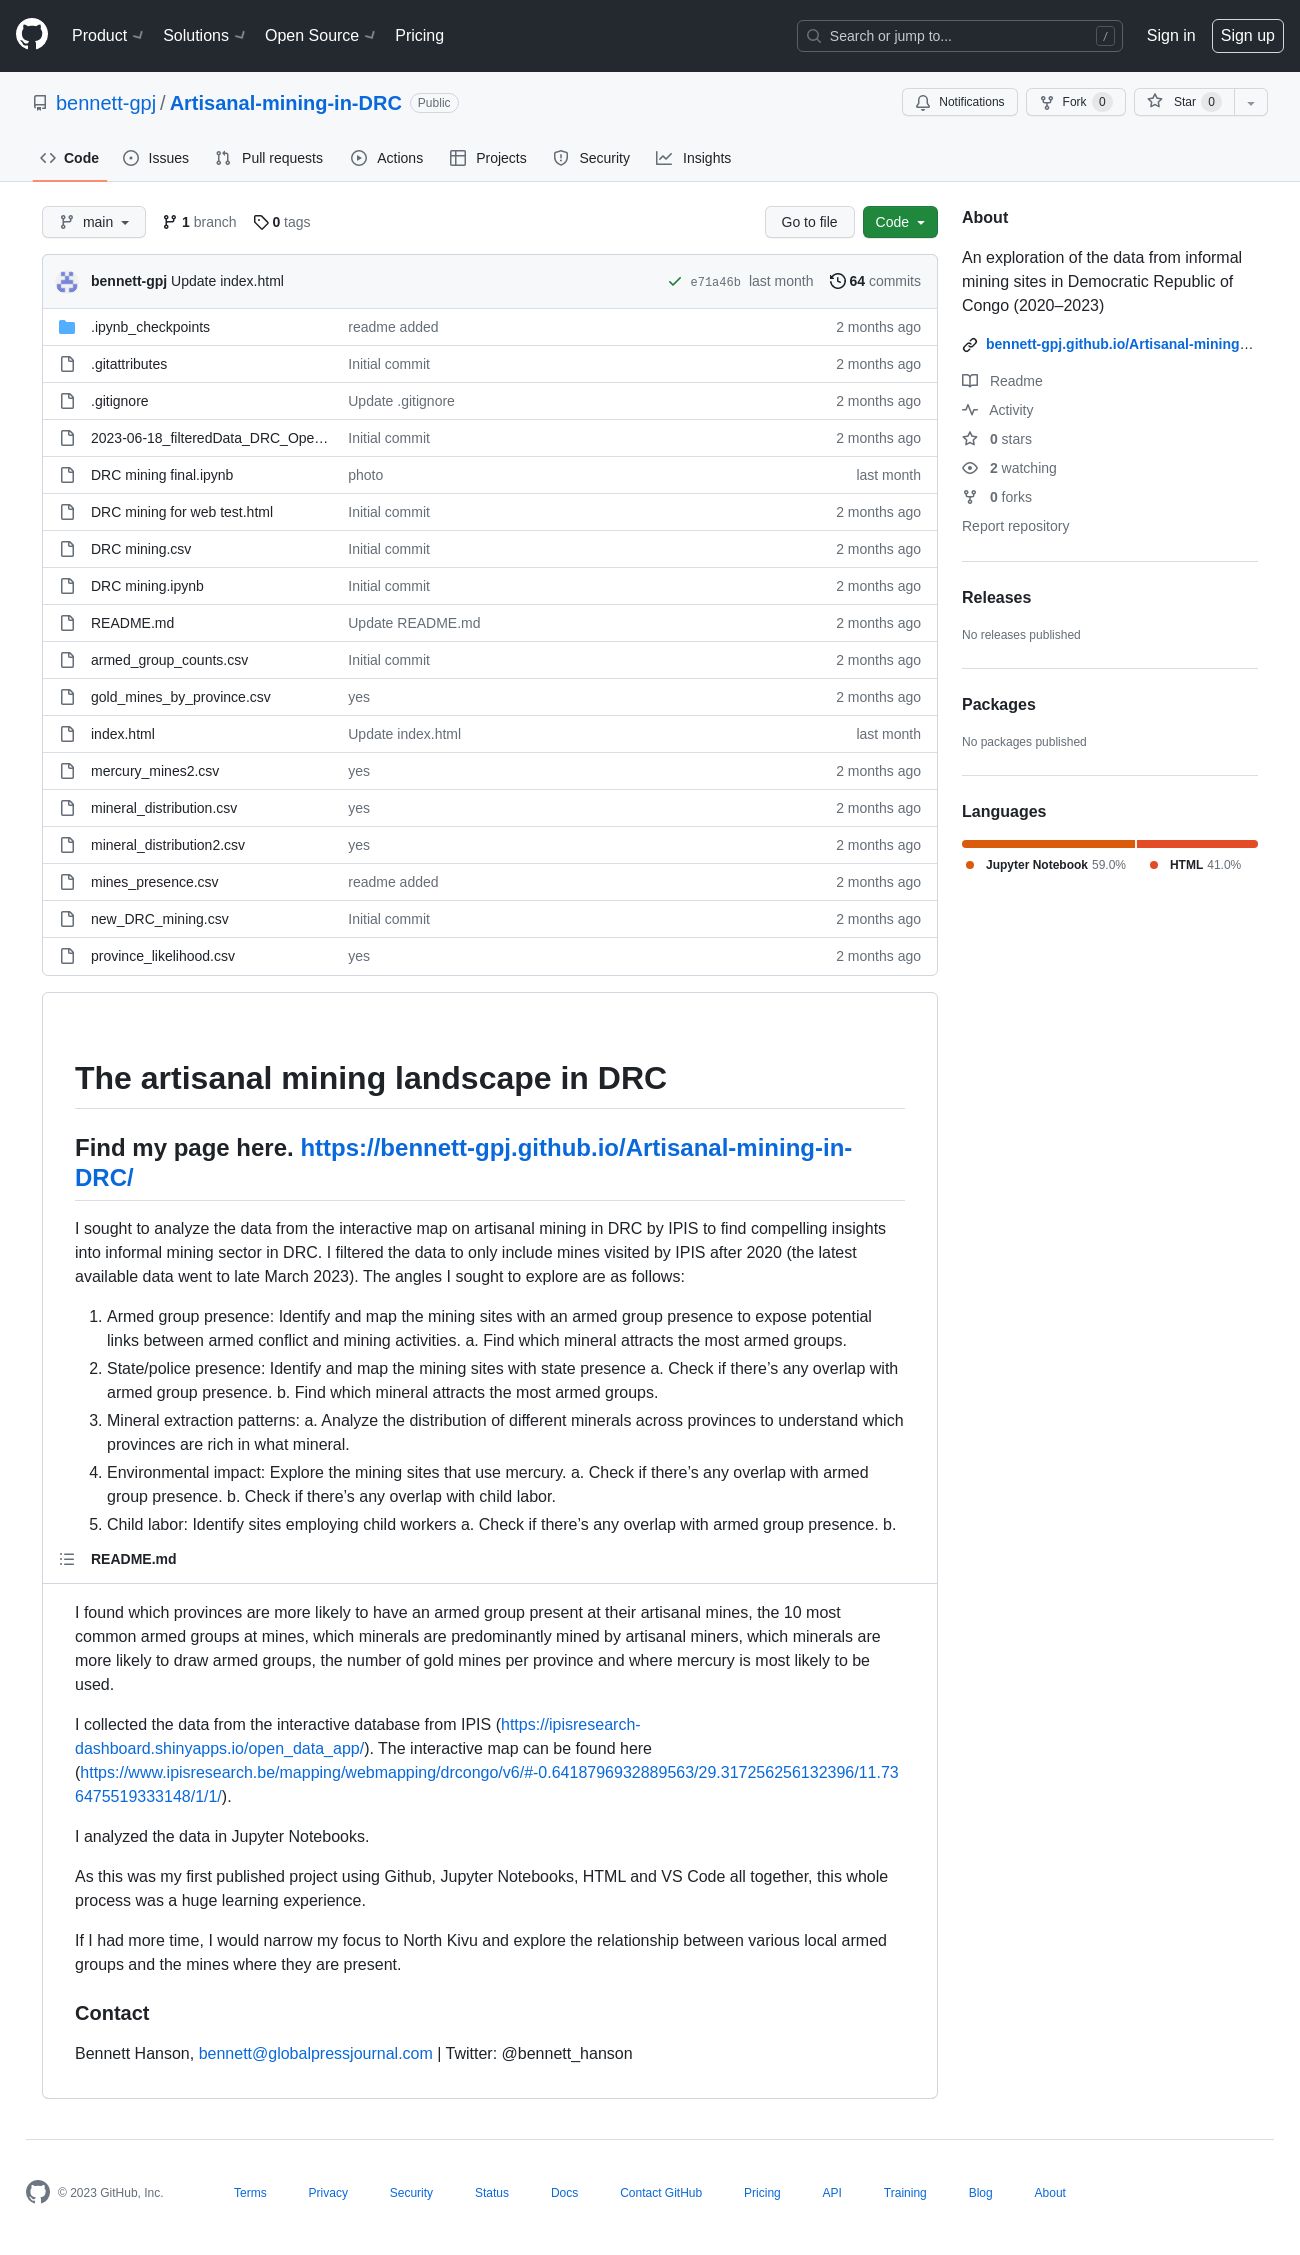 Product
Solutions
Open Source
Pricing
Search or jump to...
/
Sign in
Sign up
bennett-gpj / Artisanal-mining-in-DRC Public
Notifications
Fork 0
Star 0
Code
Issues
Pull requests
Actions
Projects
Security
Insights
main
1 branch
0 tags
Go to file
Code
bennett-gpj Update index.html
e71a46b last month
64 commits
.ipynb_checkpoints readme added 2 months ago
.gitattributes Initial commit 2 months ago
.gitignore Update .gitignore 2 months ago
2023-06-18_filteredData_DRC_Ope… Initial commit 2 months ago
DRC mining final.ipynb photo last month
DRC mining for web test.html Initial commit 2 months ago
DRC mining.csv Initial commit 2 months ago
DRC mining.ipynb Initial commit 2 months ago
README.md Update README.md 2 months ago
armed_group_counts.csv Initial commit 2 months ago
gold_mines_by_province.csv yes 2 months ago
index.html Update index.html last month
mercury_mines2.csv yes 2 months ago
mineral_distribution.csv yes 2 months ago
mineral_distribution2.csv yes 2 months ago
mines_presence.csv readme added 2 months ago
new_DRC_mining.csv Initial commit 2 months ago
province_likelihood.csv yes 2 months ago
The artisanal mining landscape in DRC
Find my page here. https://bennett-gpj.github.io/Artisanal-mining-in-
DRC/
I sought to analyze the data from the interactive map on artisanal mining in DRC by IPIS to find compelling insights
into informal mining sector in DRC. I filtered the data to only include mines visited by IPIS after 2020 (the latest
available data went to late March 2023). The angles I sought to explore are as follows:
1. Armed group presence: Identify and map the mining sites with an armed group presence to expose potential
links between armed conflict and mining activities. a. Find which mineral attracts the most armed groups.
2. State/police presence: Identify and map the mining sites with state presence a. Check if there’s any overlap with
armed group presence. b. Find which mineral attracts the most armed groups.
3. Mineral extraction patterns: a. Analyze the distribution of different minerals across provinces to understand which
provinces are rich in what mineral.
4. Environmental impact: Explore the mining sites that use mercury. a. Check if there’s any overlap with armed
group presence. b. Check if there’s any overlap with child labor.
5. Child labor: Identify sites employing child workers a. Check if there’s any overlap with armed group presence. b.
README.md
I found which provinces are more likely to have an armed group present at their artisanal mines, the 10 most
common armed groups at mines, which minerals are predominantly mined by artisanal miners, which minerals are
more likely to draw armed groups, the number of gold mines per province and where mercury is most likely to be
used.
I collected the data from the interactive database from IPIS (https://ipisresearch-
dashboard.shinyapps.io/open_data_app/). The interactive map can be found here
(https://www.ipisresearch.be/mapping/webmapping/drcongo/v6/#-0.6418796932889563/29.317256256132396/11.73
6475519333148/1/1/).
I analyzed the data in Jupyter Notebooks.
As this was my first published project using Github, Jupyter Notebooks, HTML and VS Code all together, this whole
process was a huge learning experience.
If I had more time, I would narrow my focus to North Kivu and explore the relationship between various local armed
groups and the mines where they are present.
Contact
Bennett Hanson, bennett@globalpressjournal.com | Twitter: @bennett_hanson
About
An exploration of the data from informal
mining sites in Democratic Republic of
Congo (2020–2023)
bennett-gpj.github.io/Artisanal-mining…
Readme
Activity
0 stars
2 watching
0 forks
Report repository
Releases
No releases published
Packages
No packages published
Languages
Jupyter Notebook 59.0%
HTML 41.0%
© 2023 GitHub, Inc.
Terms
Privacy
Security
Status
Docs
Contact GitHub
Pricing
API
Training
Blog
About